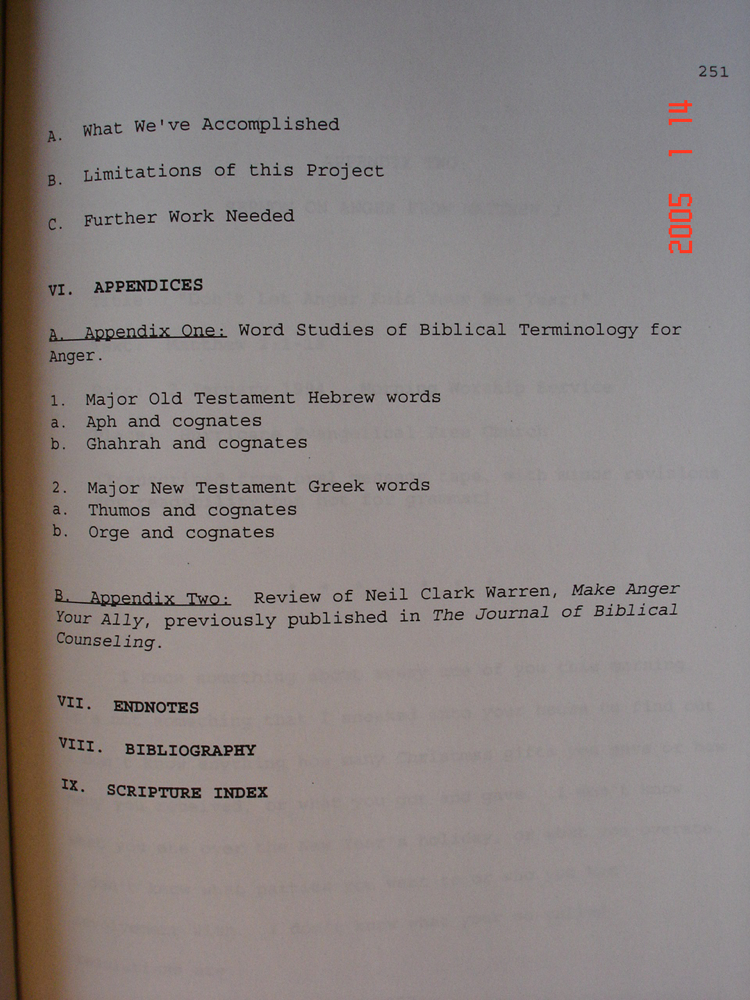 251
2005 1 14
A. What We've Accomplished
B. Limitations of this Project
C. Further Work Needed
VI. APPENDICES
A. Appendix One: Word Studies of Biblical Terminology for
Anger.
1. Major Old Testament Hebrew words
a. Aph and cognates
b. Ghahrah and cognates
2. Major New Testament Greek words
a. Thumos and cognates
b. Orge and cognates
B. Appendix Two: Review of Neil Clark Warren, Make Anger
Your Ally, previously published in The Journal of Biblical
Counseling.
VII. ENDNOTES
VIII. BIBLIOGRAPHY
IX. SCRIPTURE INDEX